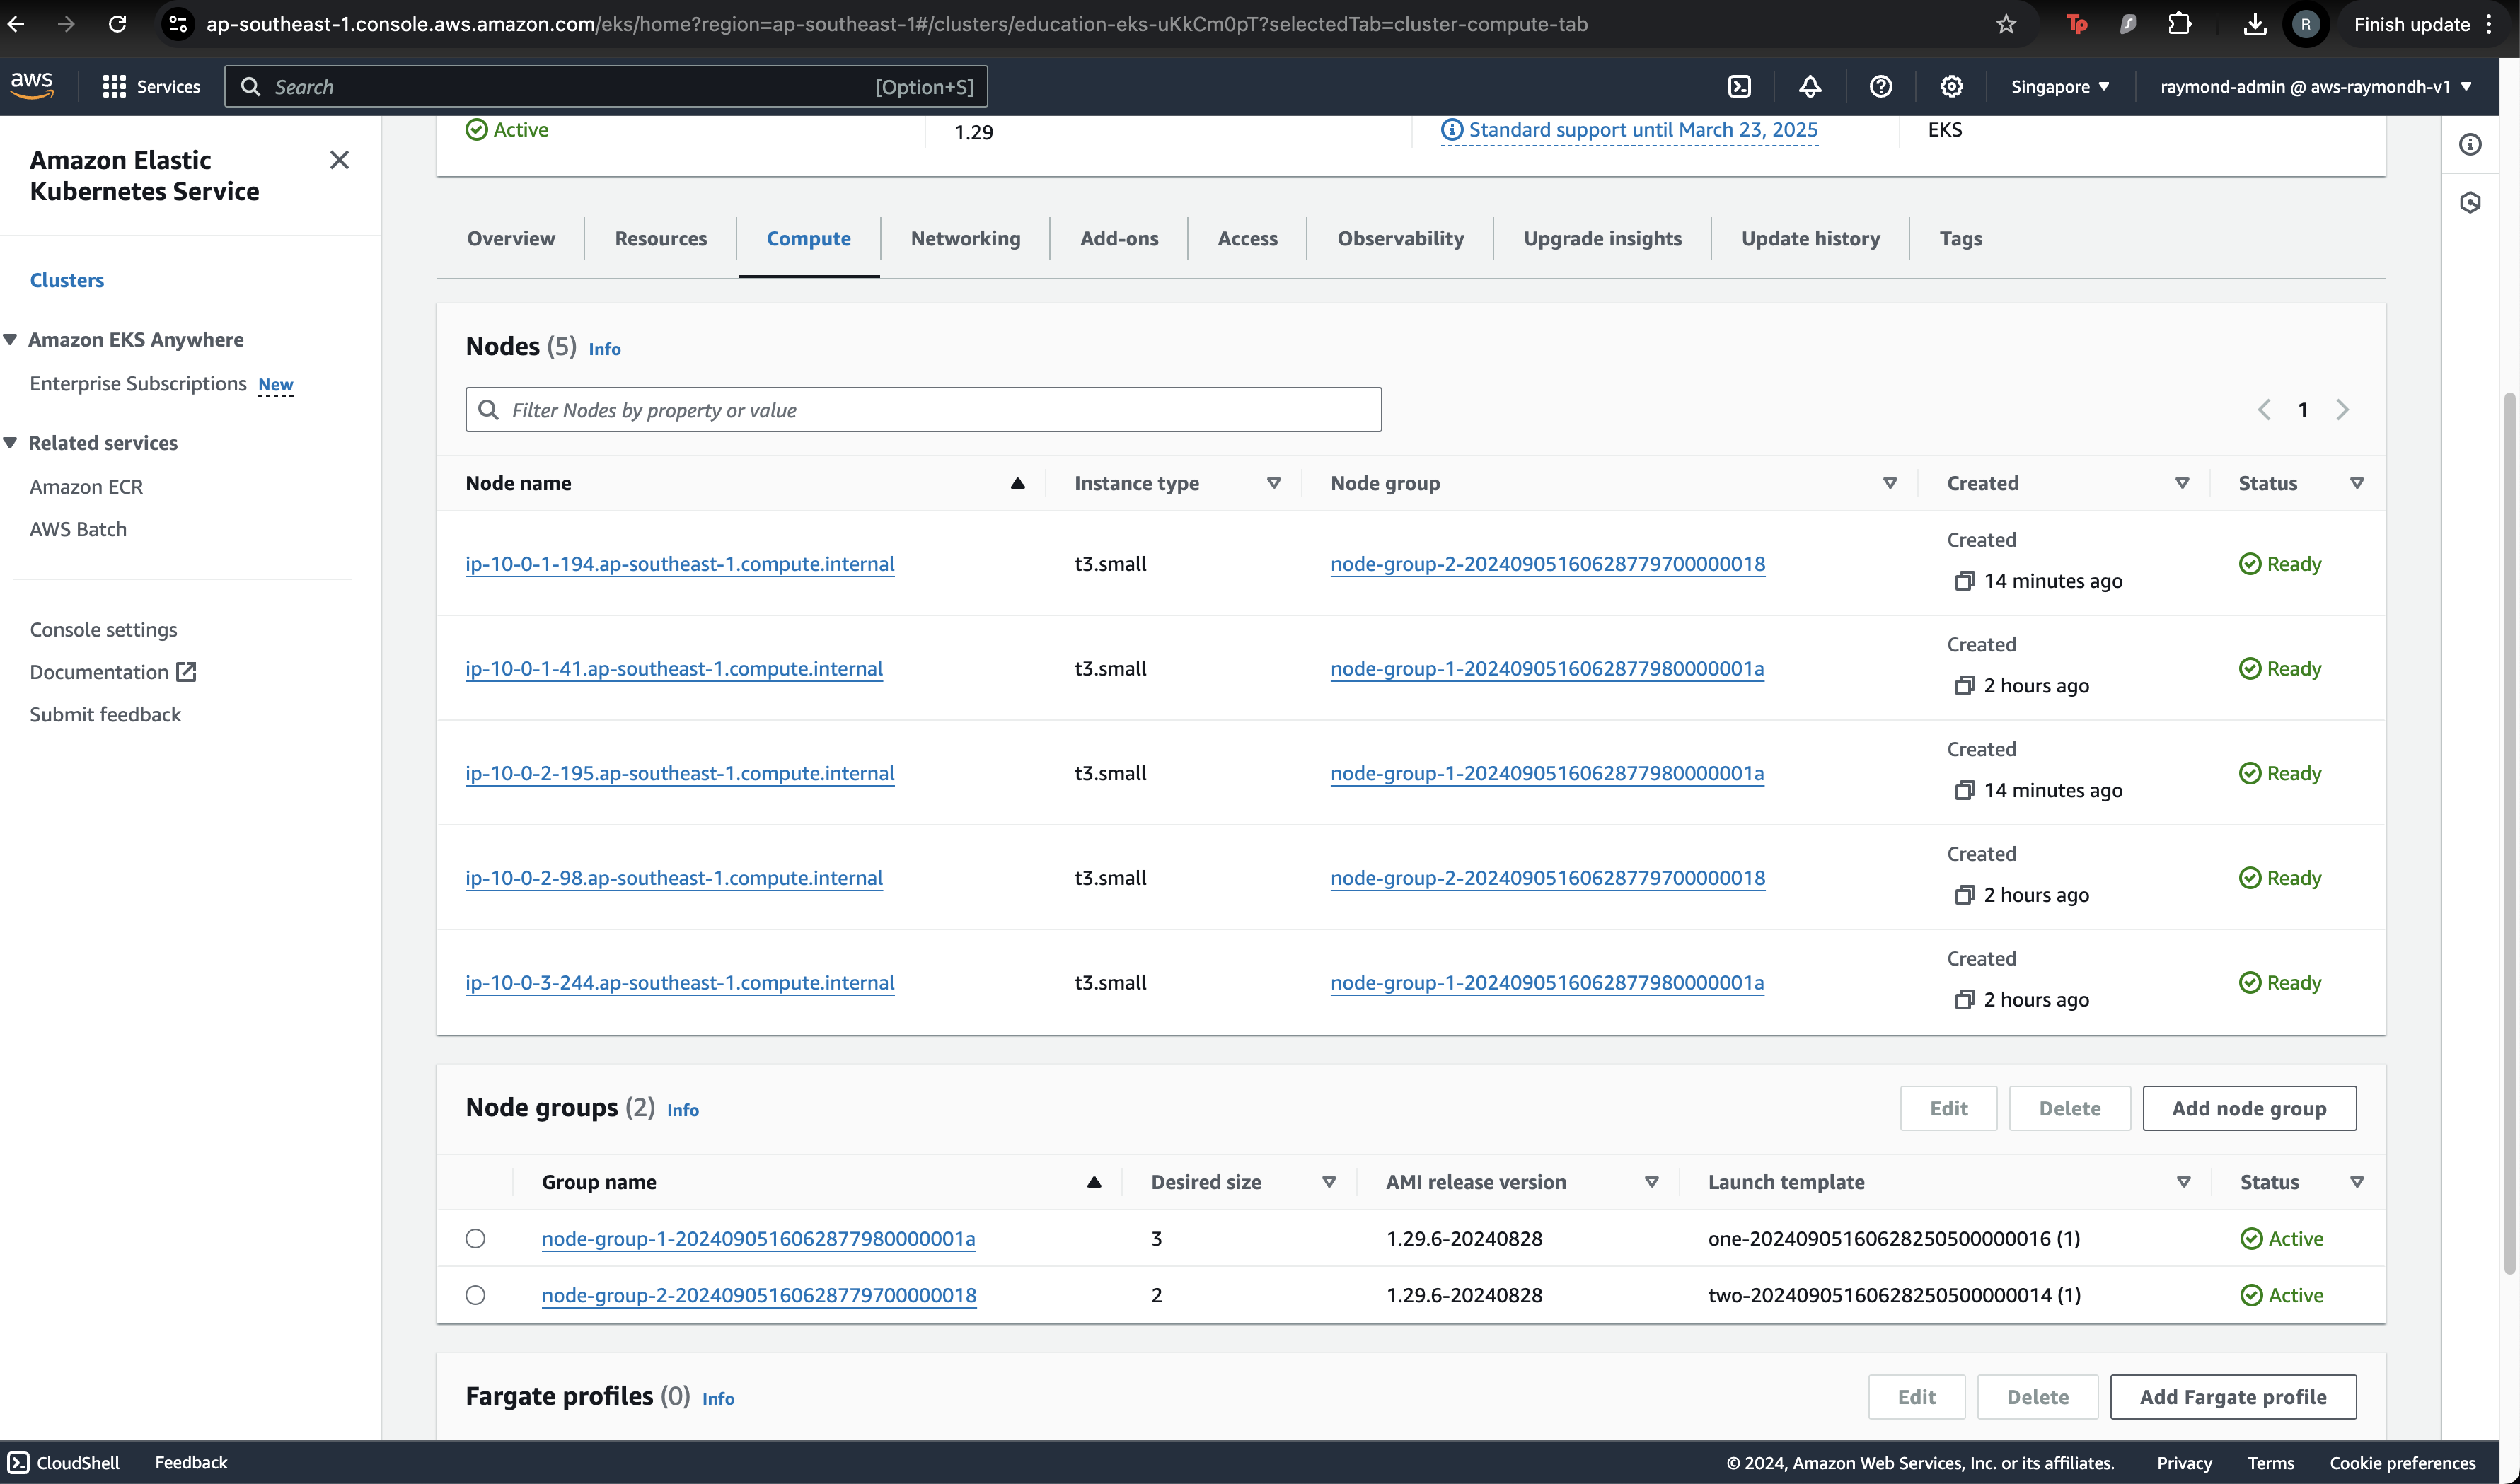 ap-southeast-1.console.aws.amazon.com/eks/home?region=ap-southeast-1#/clusters/education-eks-uKkCm0pT?selectedTab=cluster-compute-tab
Tp
R
Finish update
aws
Services
Search
[Option+S]
Singapore
raymond-admin @ aws-raymondh-v1
Amazon Elastic
Kubernetes Service
Clusters
Amazon EKS Anywhere
Enterprise Subscriptions New
Related services
Amazon ECR
AWS Batch
Console settings
Documentation
Submit feedback
Active
1.29
Standard support until March 23, 2025
EKS
Overview
Resources
Compute
Networking
Add-ons
Access
Observability
Upgrade insights
Update history
Tags
Nodes (5) Info
Filter Nodes by property or value
1
Node name
Instance type
Node group
Created
Status
ip-10-0-1-194.ap-southeast-1.compute.internal
t3.small
node-group-2-20240905160628779700000018
Created
14 minutes ago
Ready
ip-10-0-1-41.ap-southeast-1.compute.internal
t3.small
node-group-1-2024090516062877980000001a
Created
2 hours ago
Ready
ip-10-0-2-195.ap-southeast-1.compute.internal
t3.small
node-group-1-2024090516062877980000001a
Created
14 minutes ago
Ready
ip-10-0-2-98.ap-southeast-1.compute.internal
t3.small
node-group-2-20240905160628779700000018
Created
2 hours ago
Ready
ip-10-0-3-244.ap-southeast-1.compute.internal
t3.small
node-group-1-2024090516062877980000001a
Created
2 hours ago
Ready
Node groups (2) Info
Edit
Delete
Add node group
Group name
Desired size
AMI release version
Launch template
Status
node-group-1-2024090516062877980000001a
3
1.29.6-20240828
one-20240905160628250500000016 (1)
Active
node-group-2-20240905160628779700000018
2
1.29.6-20240828
two-20240905160628250500000014 (1)
Active
Fargate profiles (0) Info
Edit
Delete
Add Fargate profile
CloudShell
Feedback
© 2024, Amazon Web Services, Inc. or its affiliates.
Privacy
Terms
Cookie preferences